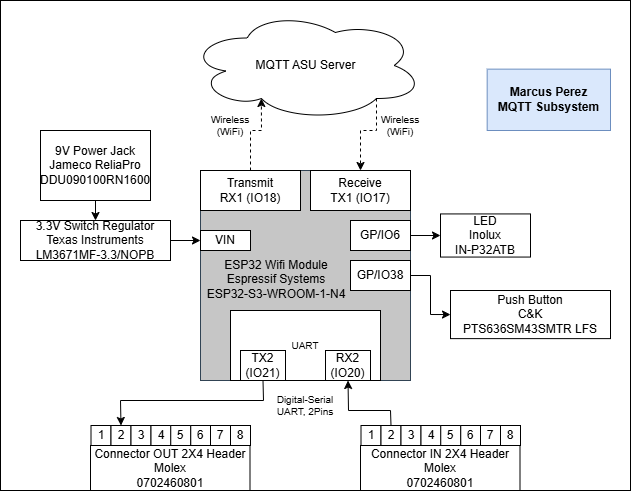 MQTT ASU Server
Marcus Perez
MQTT Subsystem
Wireless
(WiFi)
Wireless
(WiFi)
9V Power Jack
Jameco ReliaPro
DDU090100RN1600
Transmit
RX1 (IO18)
Receive
TX1 (IO17)
3.3V Switch Regulator
Texas Instruments
LM3671MF-3.3/NOPB
VIN
GP/IO6
LED
Inolux
IN-P32ATB
ESP32 Wifi Module
Espressif Systems
ESP32-S3-WROOM-1-N4
GP/IO38
Push Button
C&K
PTS636SM43SMTR LFS
UART
TX2
(IO21)
RX2
(IO20)
Digital-Serial
UART, 2Pins
1 2 3 4 5 6 7 8
Connector OUT 2X4 Header
Molex
0702460801
1 2 3 4 5 6 7 8
Connector IN 2X4 Header
Molex
0702460801